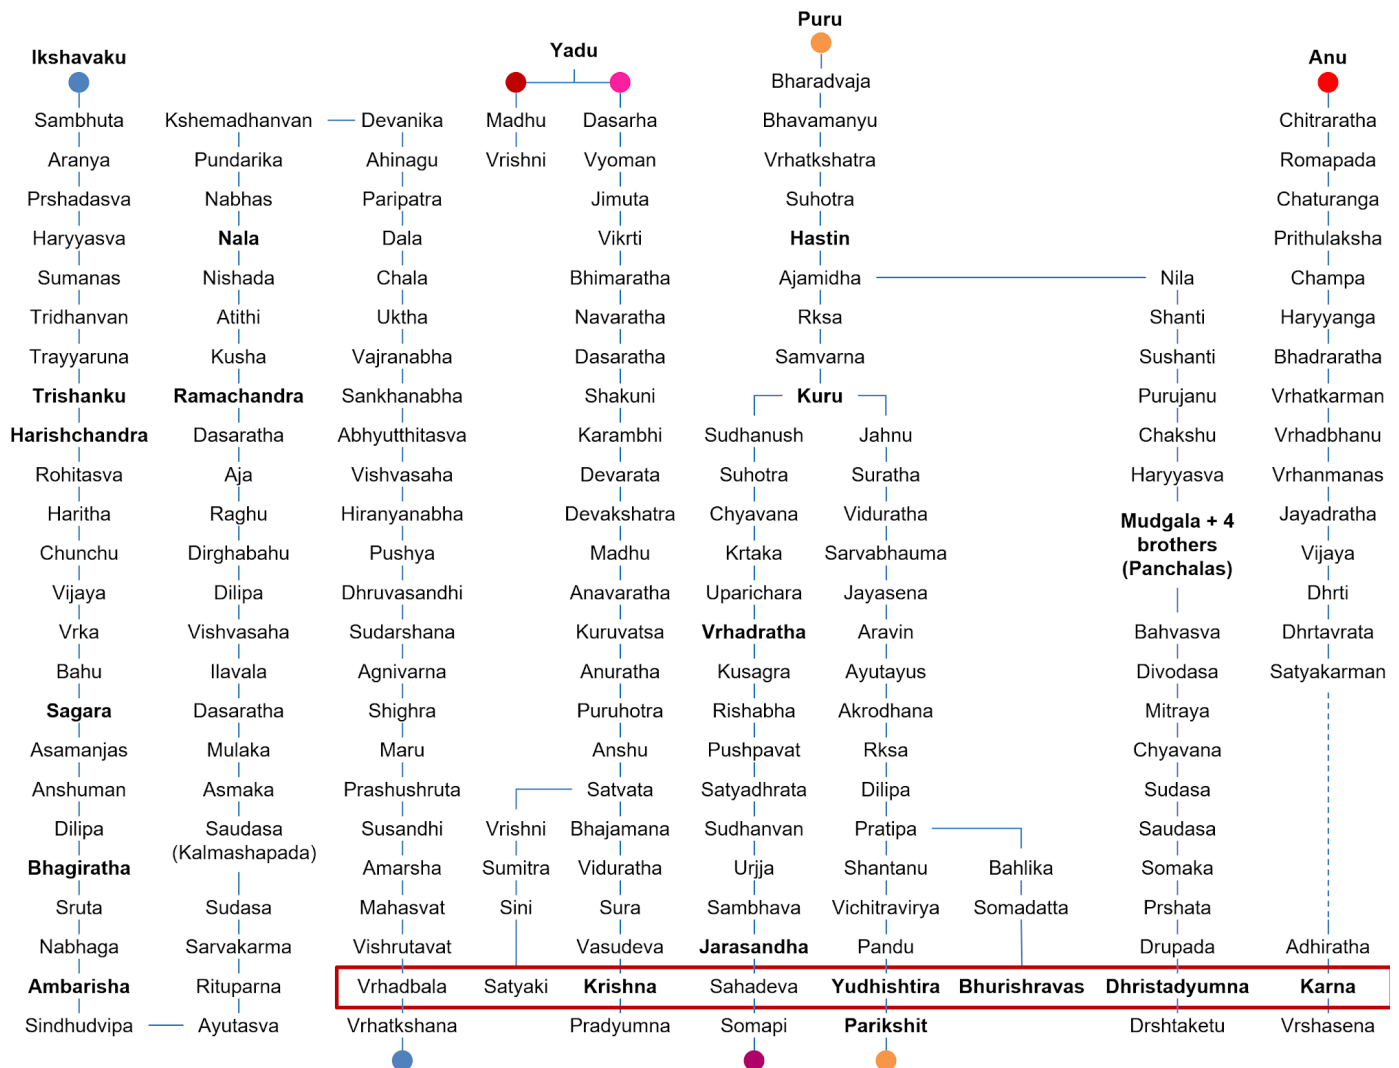 Puru
Ikshavaku
Yadu
Anu
Bharadvaja
Sambhuta Kshemadhanvan Devanika Madhu Dasarha Bhavamanyu Chitraratha
Aranya Pundarika Ahinagu Vrishni Vyoman Vrhatkshatra Romapada
Prshadasva Nabhas Paripatra Jimuta Suhotra Chaturanga
Haryyasva Nala Dala Vikrti Hastin Prithulaksha
Sumanas Nishada Chala Bhimaratha Ajamidha Nila Champa
Tridhanvan Atithi Uktha Navaratha Rksa Shanti Haryyanga
Trayyaruna Kusha Vajranabha Dasaratha Samvarna Sushanti Bhadraratha
Trishanku Ramachandra Sankhanabha Shakuni Kuru Purujanu Vrhatkarman
Harishchandra Dasaratha Abhyutthitasva Karambhi Sudhanush Jahnu Chakshu Vrhadbhanu
Rohitasva Aja Vishvasaha Devarata Suhotra Suratha Haryyasva Vrhanmanas
Haritha Raghu Hiranyanabha Devakshatra Chyavana Viduratha Mudgala + 4 Jayadratha
brothers
Chunchu Dirghabahu Pushya Madhu Krtaka Sarvabhauma (Panchalas) Vijaya
Vijaya Dilipa Dhruvasandhi Anavaratha Uparichara Jayasena Dhrti
Vrka Vishvasaha Sudarshana Kuruvatsa Vrhadratha Aravin Bahvasva Dhrtavrata
Bahu Ilavala Agnivarna Anuratha Kusagra Ayutayus Divodasa Satyakarman
Sagara Dasaratha Shighra Puruhotra Rishabha Akrodhana Mitraya
Asamanjas Mulaka Maru Anshu Pushpavat Rksa Chyavana
Anshuman Asmaka Prashushruta Satvata Satyadhrata Dilipa Sudasa
Dilipa Saudasa Susandhi Vrishni Bhajamana Sudhanvan Pratipa Saudasa
(Kalmashapada)
Bhagiratha Amarsha Sumitra Viduratha Urjja Shantanu Bahlika Somaka
Sruta Sudasa Mahasvat Sini Sura Sambhava Vichitravirya Somadatta Prshata
Nabhaga Sarvakarma Vishrutavat Vasudeva Jarasandha Pandu Drupada Adhiratha
Ambarisha Rituparna Vrhadbala Satyaki Krishna Sahadeva Yudhishtira Bhurishravas Dhristadyumna Karna
Sindhudvipa Ayutasva Vrhatkshana Pradyumna Somapi Parikshit Drshtaketu Vrshasena